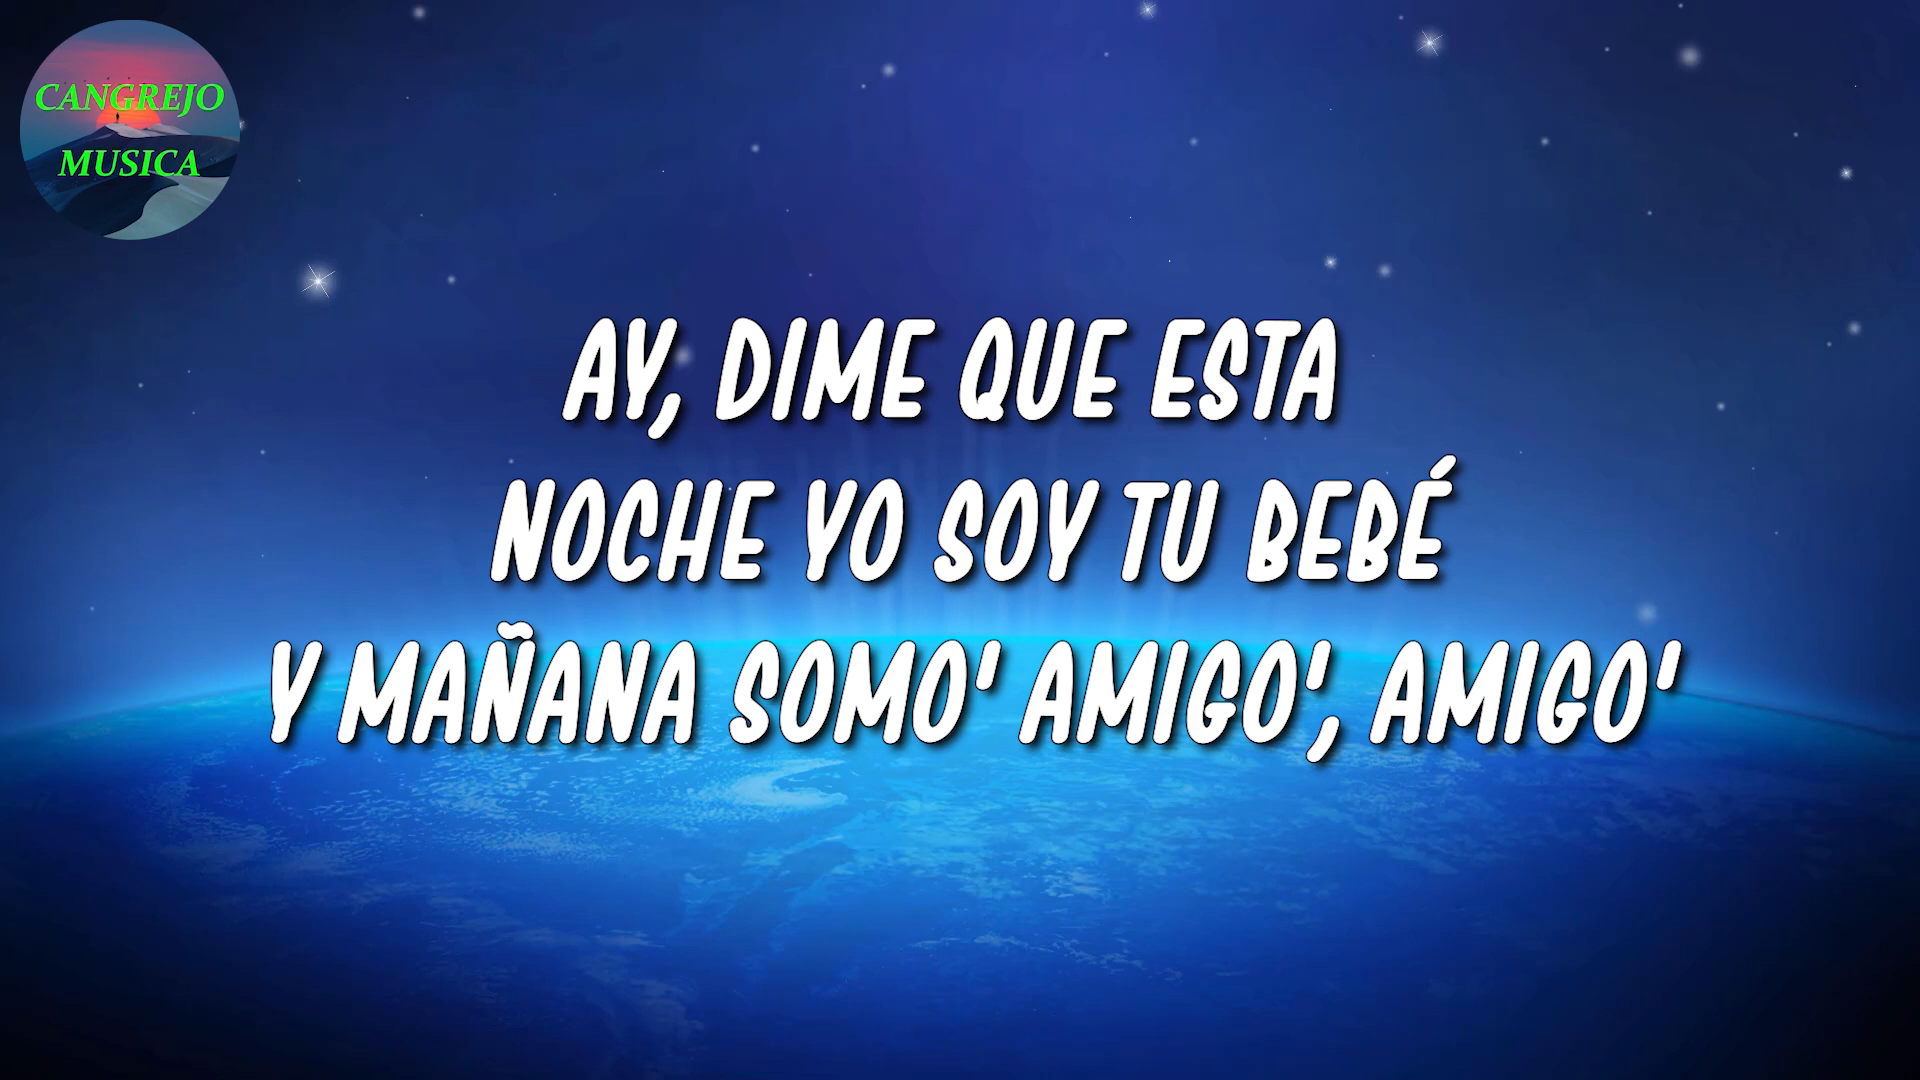 CANGREJO
MUSICA
AY, DIME QUE ESTA
NOCHE YO SOY TU BEBÉ
Y MAÑANA SOMO' AMIGO', AMIGO'